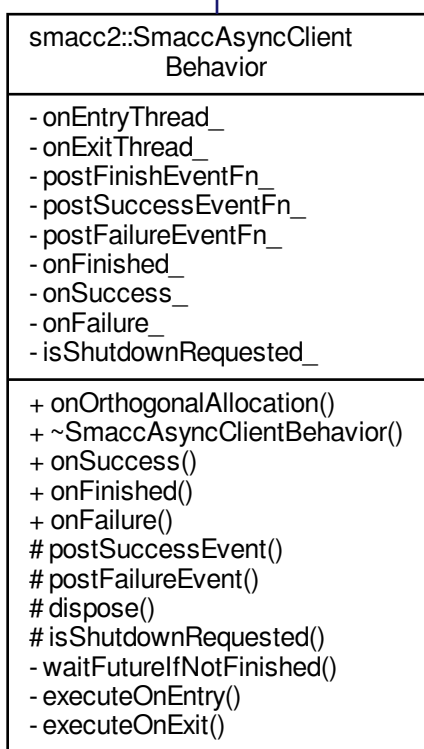 smacc2::SmaccAsyncClient
Behavior
- onEntryThread_
- onExitThread_
- postFinishEventFn_
- postSuccessEventFn_
- postFailureEventFn_
- onFinished_
- onSuccess_
- onFailure_
- isShutdownRequested_
+ onOrthogonalAllocation()
+ ~SmaccAsyncClientBehavior()
+ onSuccess()
+ onFinished()
+ onFailure()
# postSuccessEvent()
# postFailureEvent()
# dispose()
# isShutdownRequested()
- waitFutureIfNotFinished()
- executeOnEntry()
- executeOnExit()